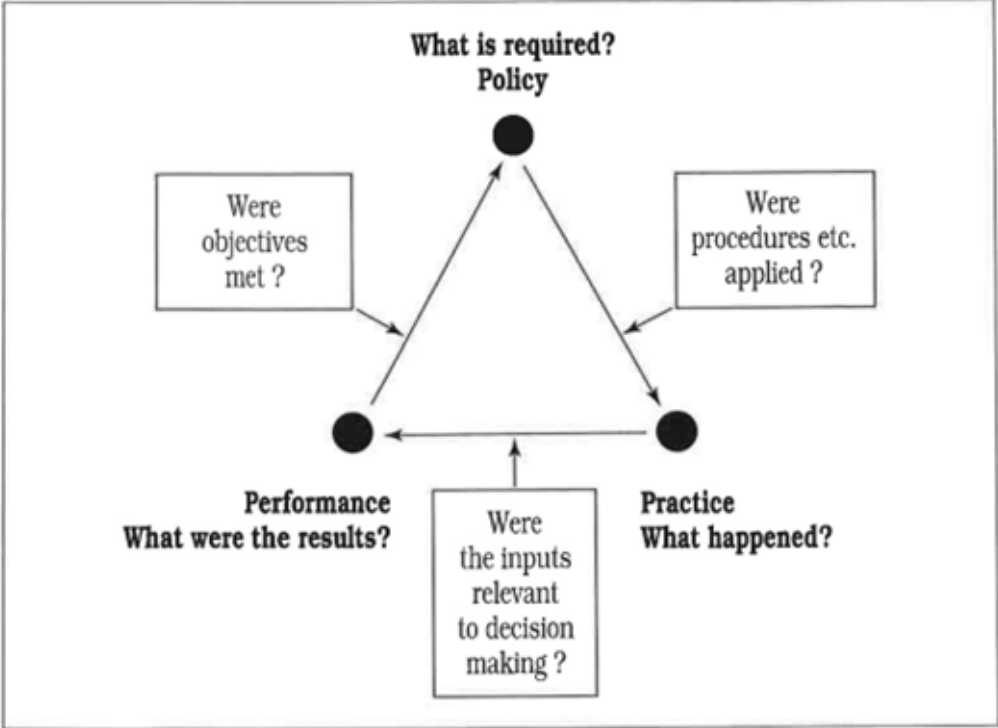 What is required?
Policy
Were
objectives
met ?
Were
procedures etc.
applied ?
Performance
What were the results?
Were
the inputs
relevant
to decision
making ?
Practice
What happened?